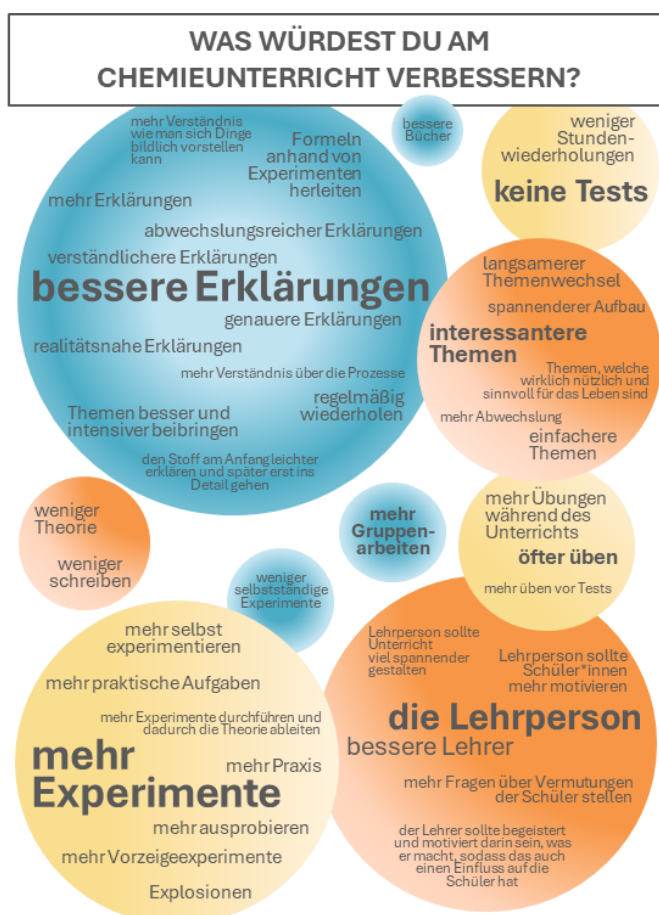 WAS WÜRDEST DU AM
CHEMIEUNTERRICHT VERBESSERN?
mehr Verständnis
wie man sich Dinge
bildlich vorstellen
kann
Formeln
anhand von
Experimenten
herleiten
mehr Erklärungen
abwechslungsreicher Erklärungen
verständlichere Erklärungen
bessere Erklärungen
genauere Erklärungen
realitätsnahe Erklärungen
mehr Verständnis über die Prozesse
regelmäßig
wiederholen
Themen besser und
intensiver beibringen
den Stoff am Anfang leichter
erklären und später erst ins
Detail gehen
bessere
Bücher
weniger
Stunden-
wiederholungen
keine Tests
langsamerer
Themenwechsel
spannenderer Aufbau
interessantere
Themen
Themen, welche
wirklich nützlich und
sinnvoll für das Leben sind
mehr Abwechslung
einfachere
Themen
weniger
Theorie
weniger
schreiben
mehr
Gruppen-
arbeiten
mehr Übungen
während des
Unterrichts
öfter üben
mehr üben vor Tests
weniger
selbstständige
Experimente
mehr selbst
experimentieren
mehr praktische Aufgaben
mehr Experimente durchführen und
dadurch die Theorie ableiten
mehr Praxis
mehr
Experimente
mehr ausprobieren
mehr Vorzeigeexperimente
Explosionen
Lehrperson sollte
Unterricht
viel spannender
gestalten
Lehrperson sollte
Schüler*innen
mehr motivieren
die Lehrperson
bessere Lehrer
mehr Fragen über Vermutungen
der Schüler stellen
der Lehrer sollte begeistert
und motiviert darin sein, was
er macht, sodass das auch
einen Einfluss auf die
Schüler hat